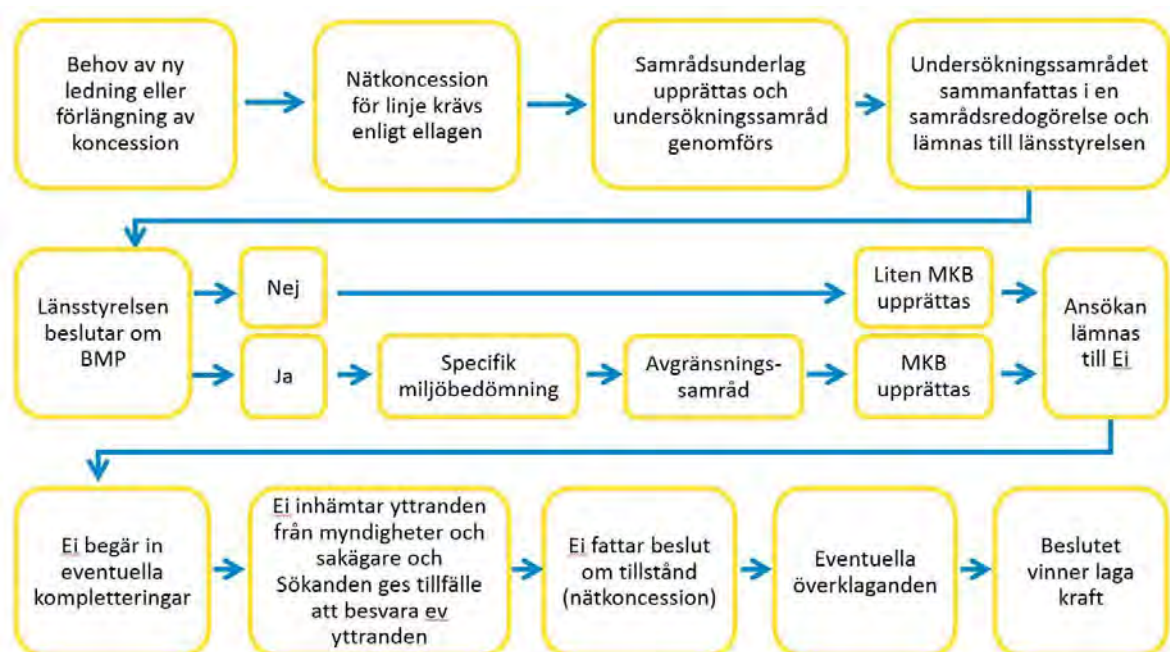 Behov av ny
ledning eller
förlängning av
koncession
Nätkoncession
för linje krävs
enligt ellagen
Samrådsunderlag
upprättas och
undersökningssamråd
genomförs
Undersökningssamrådet
sammanfattas i en
samrådsredogörelse och
lämnas till länsstyrelsen
Länsstyrelsen
beslutar om
BMP
Nej
Liten MKB
upprättas
Ja
Specifik
miljöbedömning
Avgränsnings-
samråd
MKB
upprättas
Ansökan
lämnas
till Ei
Ei begär in
eventuella
kompletteringar
Ei inhämtar yttranden
från myndigheter och
sakägare och
Sökanden ges tillfälle
att besvara ev
yttranden
Ei fattar beslut
om tillstånd
(nätkoncession)
Eventuella
överklaganden
Beslutet
vinner laga
kraft